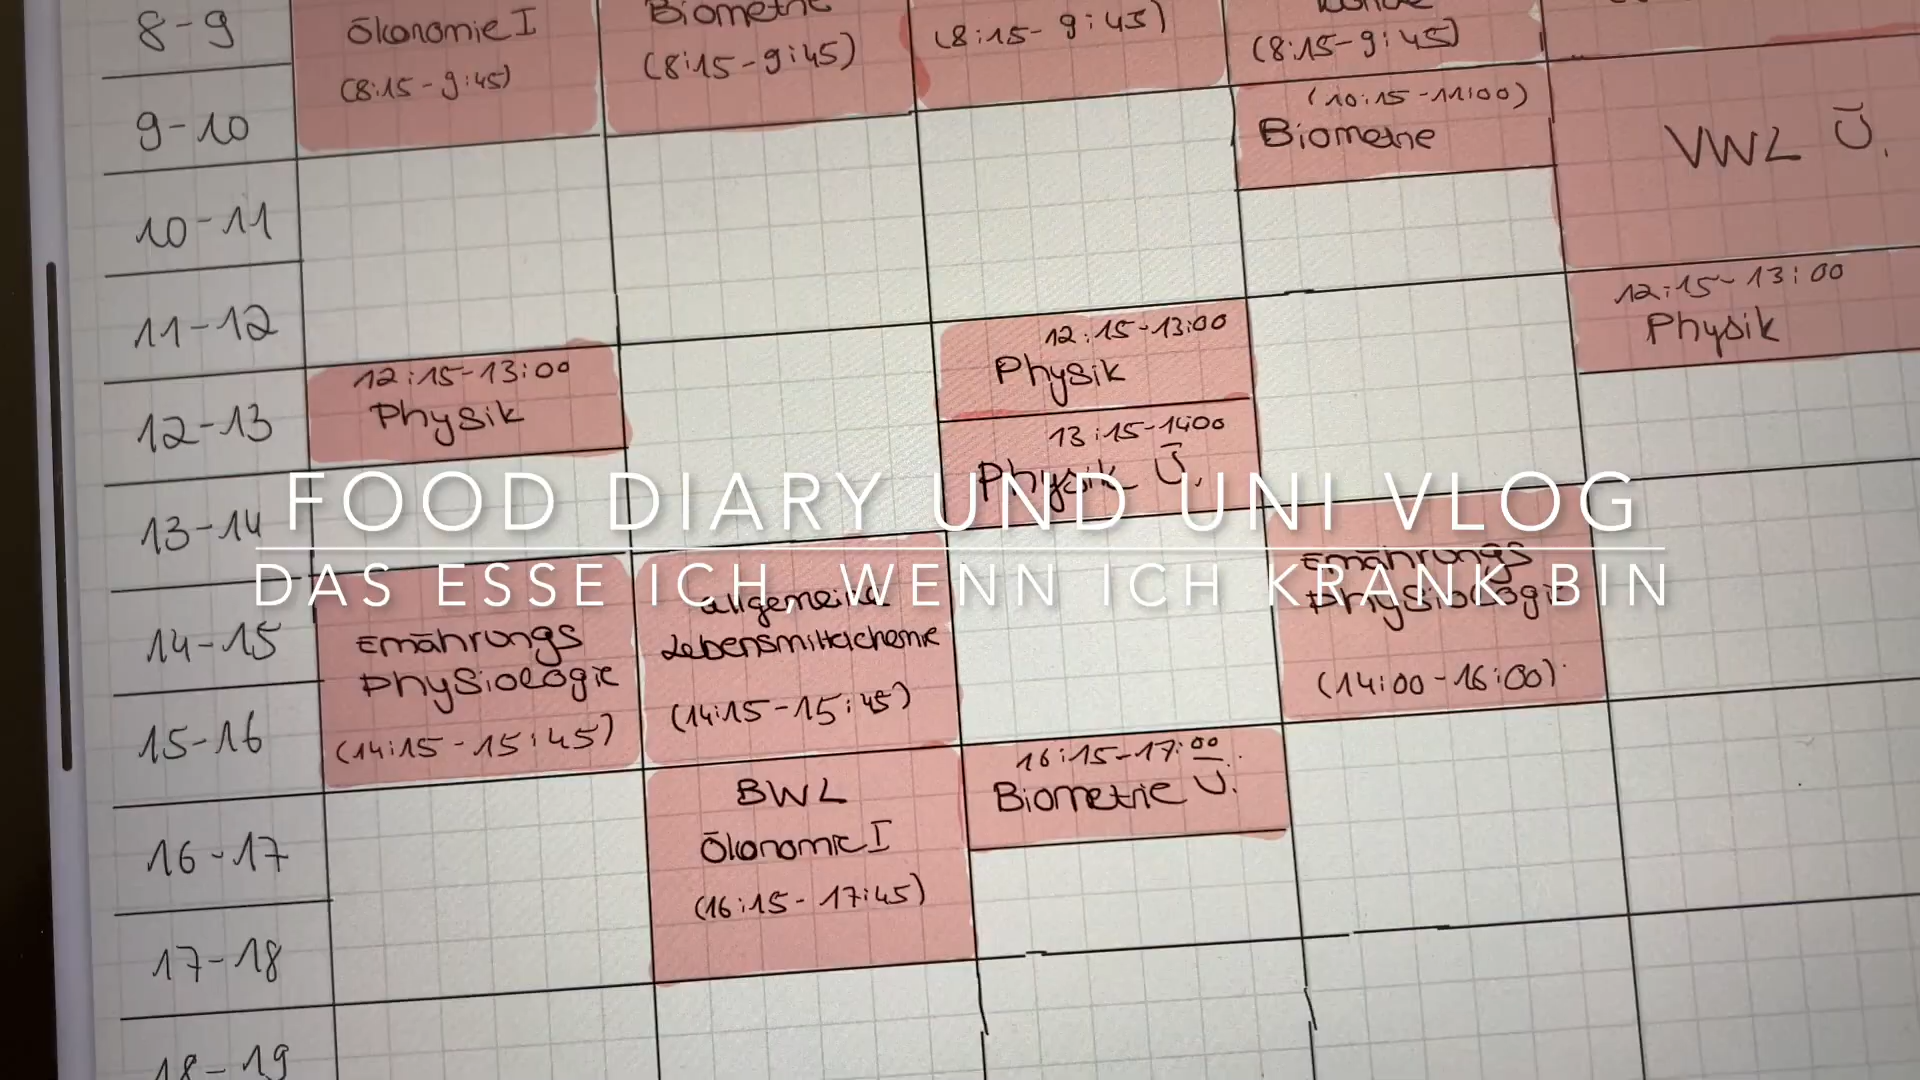 8-9
Ökonomie I
(8:15-9:45)
Biometrie
(8:15-9:45)
(8:15-9:45)
(8:15-9:45)
9-10
(10:15-11:00)
Biometrie
VWL Ü.
10-11
11-12
12:15-13:00
Physik
12-13
12:15-13:00
Physik
12:15-13:00
Physik
13:15-14:00
Physik Ü.
13-14
FOOD DIARY UND UNI VLOG
DAS ESSE ICH, WENN ICH KRANK BIN
14-15
Ernährungs
physiologie
(14:15-15:45)
allgemeine
Lebensmittelchemie
(14:15-15:45)
Ernährungs
physiologie
(14:00-16:00)
15-16
16-17
BWL
Ökonomie I
(16:15-17:45)
16:15-17:00
Biometrie Ü.
17-18
18-19